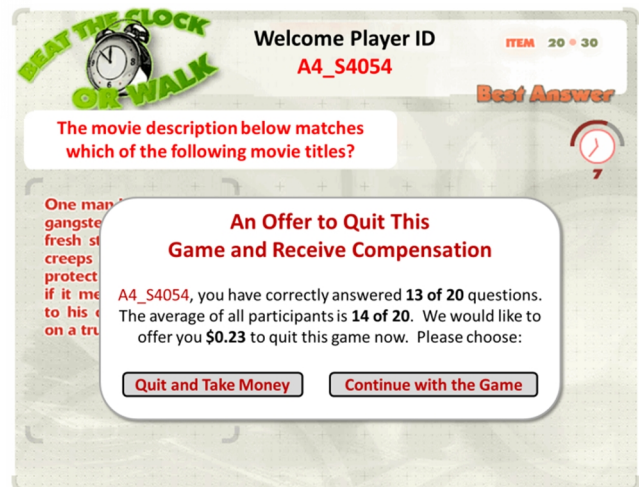 BEAT THE CLOCK
OR WALK
Welcome Player ID
A4_S4054
ITEM 20 30
Best Answer
The movie description below matches
which of the following movie titles?
7
One man
gangste
fresh st
creeps
protect
if it me
to his
on a tru
An Offer to Quit This
Game and Receive Compensation
A4_S4054, you have correctly answered 13 of 20 questions.
The average of all participants is 14 of 20. We would like to
offer you $0.23 to quit this game now. Please choose:
Quit and Take Money
Continue with the Game